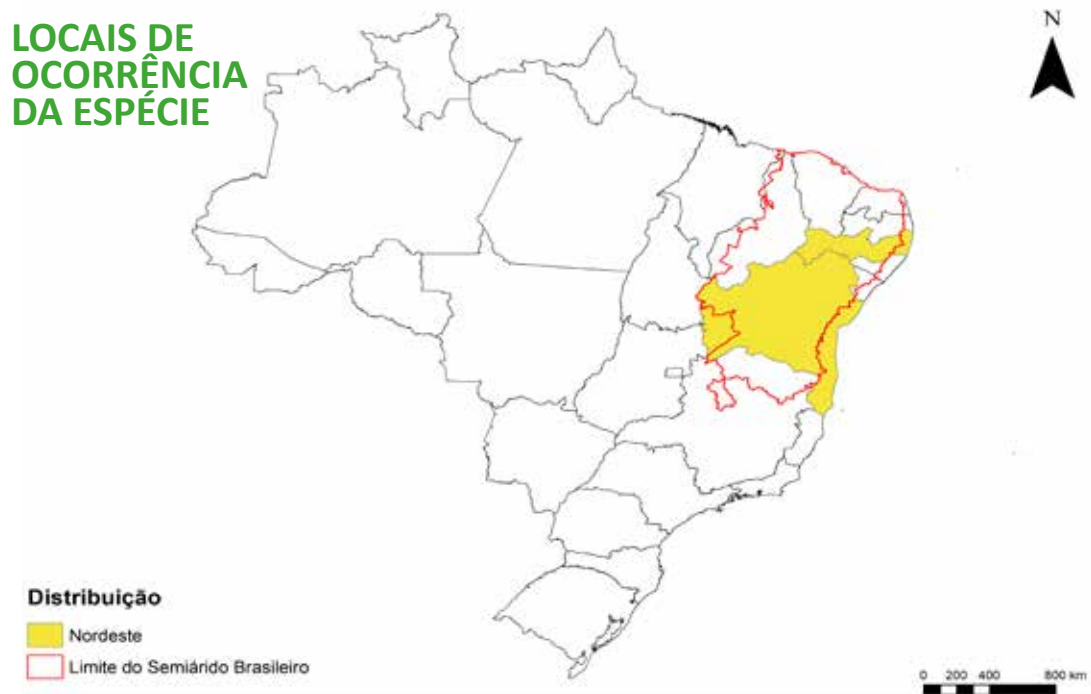 LOCAIS DE
OCORRÊNCIA
DA ESPÉCIE
N
Distribuição
Nordeste
Limite do Semiárido Brasileiro
0 200 400 800 km